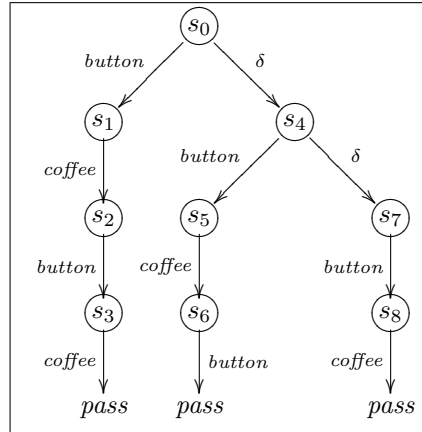 s₀
button δ
s₁ s₄
button δ
coffee
s₂ s₅ s₇
button coffee button
s₃ s₆ s₈
coffee button coffee
pass pass pass